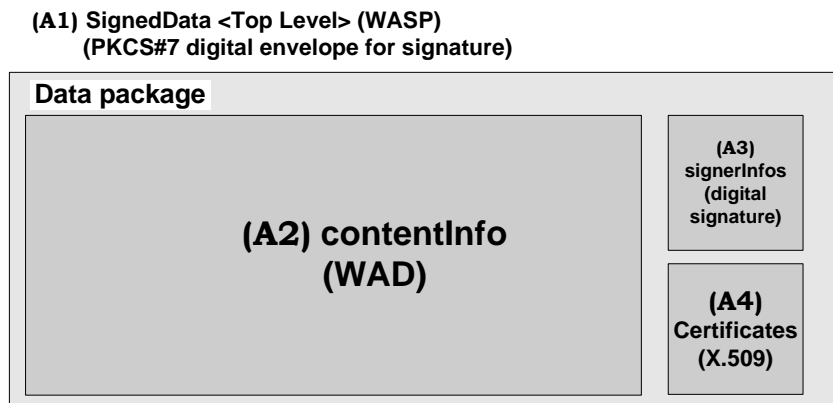 (A1) SignedData <Top Level> (WASP)
(PKCS#7 digital envelope for signature)
Data package
(A2) contentInfo
(WAD)
(A3)
signerInfos
(digital
signature)
(A4)
Certificates
(X.509)